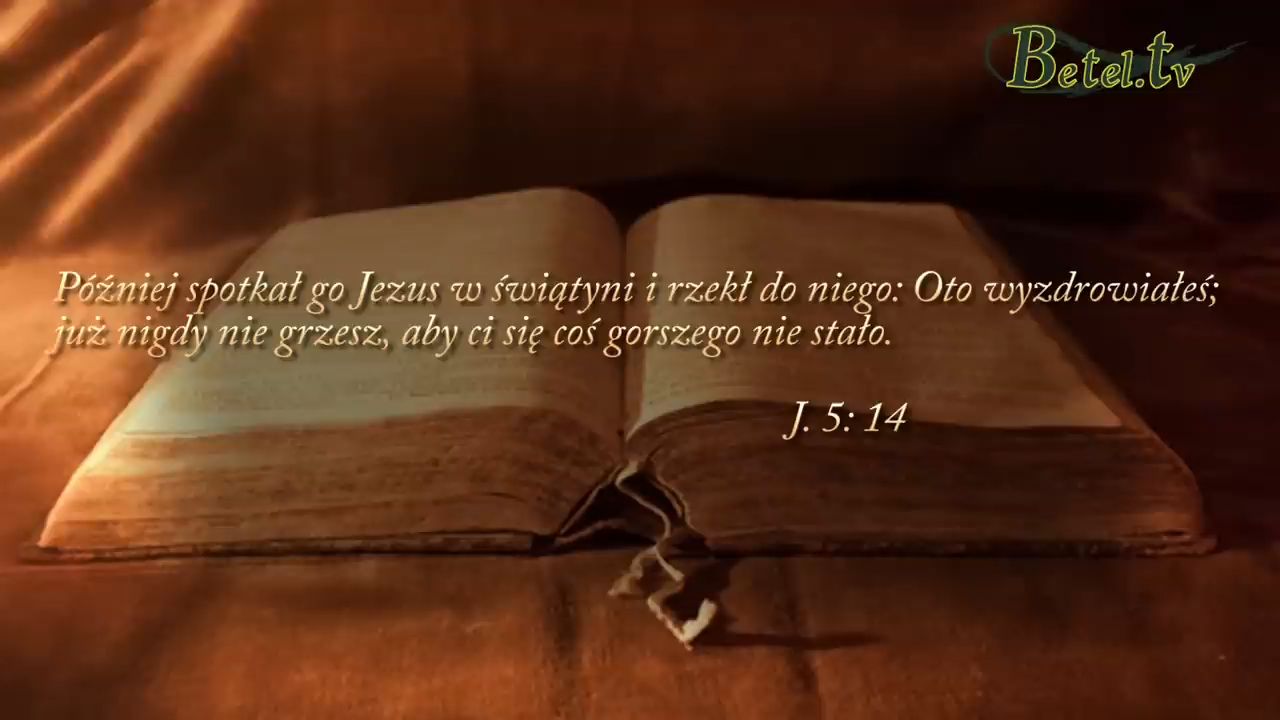 Betel.tv
Później spotkał go Jezus w świątyni i rzekł do niego: Oto wyzdrowiałeś;
już nigdy nie grzesz, aby ci się coś gorszego nie stało.
J. 5: 14